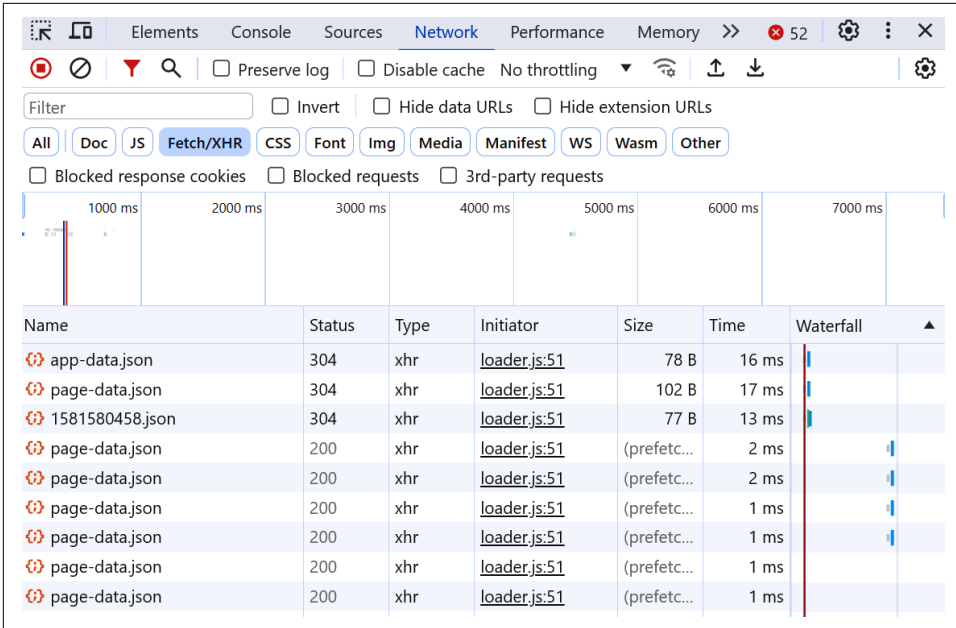 Elements Console Sources Network Performance Memory 52
Preserve log Disable cache No throttling
Filter Invert Hide data URLs Hide extension URLs
All Doc JS Fetch/XHR CSS Font Img Media Manifest WS Wasm Other
Blocked response cookies Blocked requests 3rd-party requests
1000 ms 2000 ms 3000 ms 4000 ms 5000 ms 6000 ms 7000 ms
Name Status Type Initiator Size Time Waterfall
app-data.json 304 xhr loader.js:51 78 B 16 ms
page-data.json 304 xhr loader.js:51 102 B 17 ms
1581580458.json 304 xhr loader.js:51 77 B 13 ms
page-data.json 200 xhr loader.js:51 (prefetc... 2 ms
page-data.json 200 xhr loader.js:51 (prefetc... 2 ms
page-data.json 200 xhr loader.js:51 (prefetc... 1 ms
page-data.json 200 xhr loader.js:51 (prefetc... 1 ms
page-data.json 200 xhr loader.js:51 (prefetc... 1 ms
page-data.json 200 xhr loader.js:51 (prefetc... 1 ms